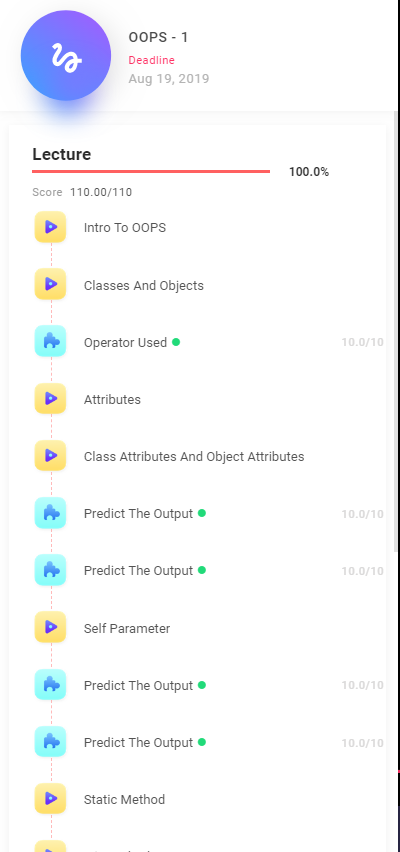 OOPS - 1
Deadline
Aug 19, 2019
Lecture
100.0%
Score 110.00/110
Intro To OOPS
Classes And Objects
Operator Used 10.0/10
Attributes
Class Attributes And Object Attributes
Predict The Output 10.0/10
Predict The Output 10.0/10
Self Parameter
Predict The Output 10.0/10
Predict The Output 10.0/10
Static Method